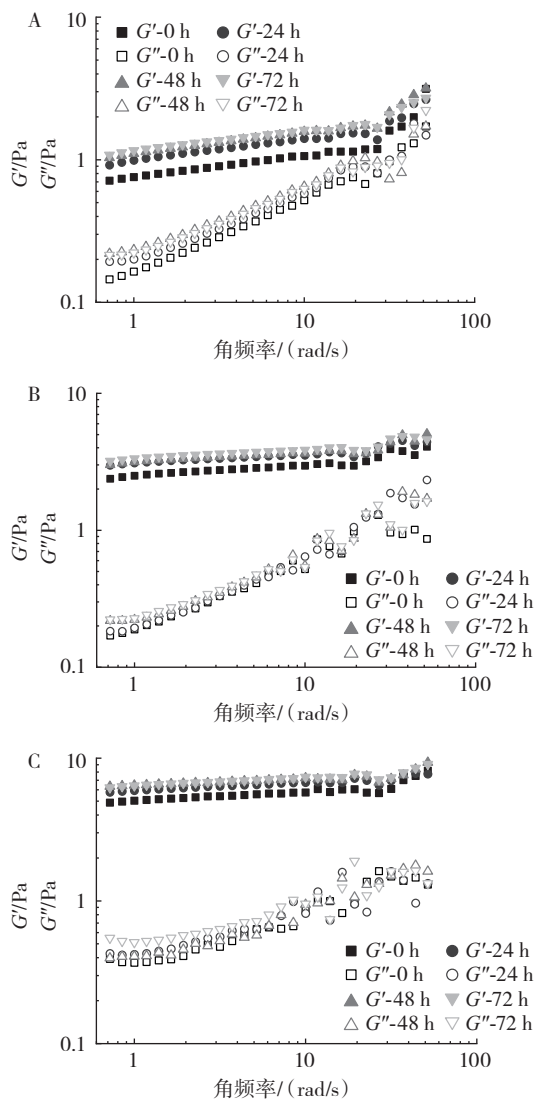 A
10
1
0.1
G′/Pa
G″/Pa
G′-0 h G′-24 h
G″-0 h G″-24 h
G′-48 h G′-72 h
G″-48 h G″-72 h
1 10 100
角频率/(rad/s)
B
10
1
0.1
G′/Pa
G″/Pa
G′-0 h G′-24 h
G″-0 h G″-24 h
G′-48 h G′-72 h
G″-48 h G″-72 h
1 10 100
角频率/(rad/s)
C
10
1
0.1
G′/Pa
G″/Pa
G′-0 h G′-24 h
G″-0 h G″-24 h
G′-48 h G′-72 h
G″-48 h G″-72 h
1 10 100
角频率/(rad/s)